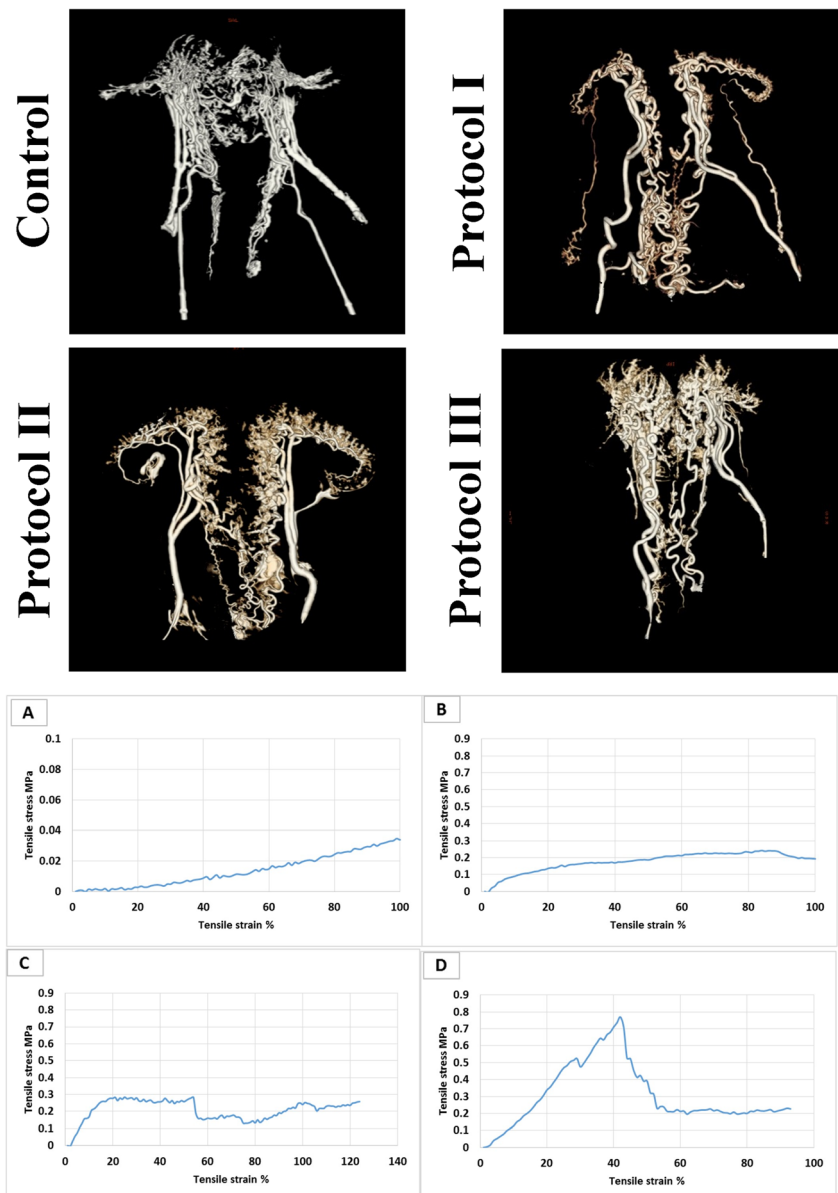 Control
Protocol I
Protocol II
Protocol III
A
Tensile stress MPa
0.1
0.08
0.06
0.04
0.02
0
0 20 40 60 80 100
Tensile strain %
B
Tensile stress MPa
0.9
0.8
0.7
0.6
0.5
0.4
0.3
0.2
0.1
0
0 20 40 60 80 100
Tensile strain %
C
Tensile stress MPa
0.9
0.8
0.7
0.6
0.5
0.4
0.3
0.2
0.1
0
0 20 40 60 80 100 120 140
Tensile strain %
D
Tensile stress MPa
0.9
0.8
0.7
0.6
0.5
0.4
0.3
0.2
0.1
0
0 20 40 60 80 100
Tensile strain %